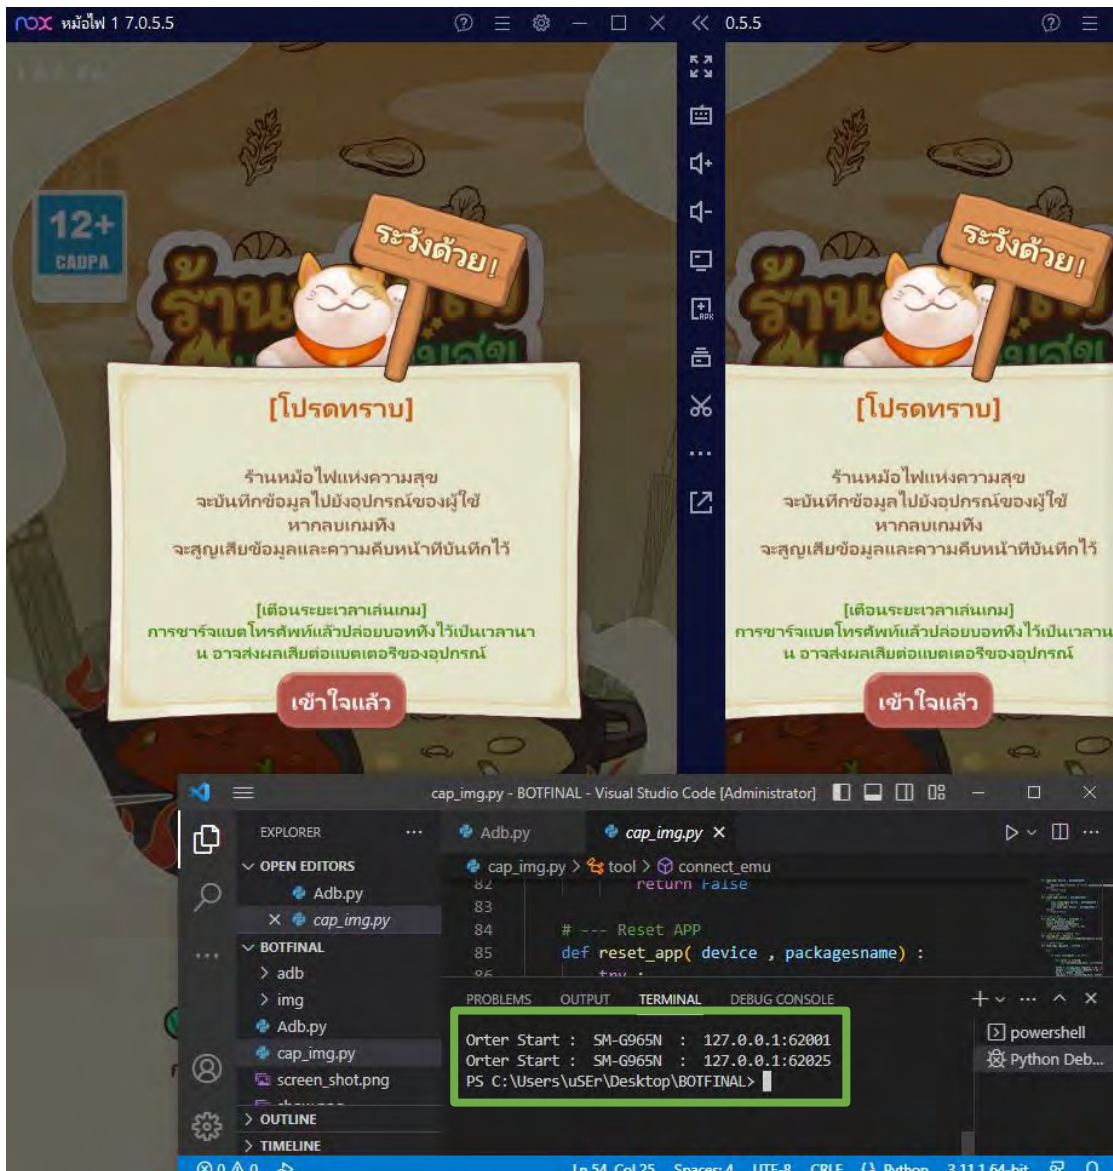 nox หม้อไฟ 1 7.0.5.5
0.5.5
12+
CADPA
ระวังด้วย!
[โปรดทราบ]
ร้านหม้อไฟแห่งความสุข
จะบันทึกข้อมูลไปยังอุปกรณ์ของผู้ใช้
หากลบเกมทิ้ง
จะสูญเสียข้อมูลและความคืบหน้าที่บันทึกไว้
[เตือนระยะเวลาเล่นเกม]
การชาร์จแบตโทรศัพท์แล้วปล่อยบอททิ้งไว้เป็นเวลานา
น อาจส่งผลเสียต่อแบตเตอรี่ของอุปกรณ์
เข้าใจแล้ว
ระวังด้วย!
[โปรดทราบ]
ร้านหม้อไฟแห่งความสุข
จะบันทึกข้อมูลไปยังอุปกรณ์ของผู้ใช้
หากลบเกมทิ้ง
จะสูญเสียข้อมูลและความคืบหน้าที่บันทึกไว้
[เตือนระยะเวลาเล่นเกม]
การชาร์จแบตโทรศัพท์แล้วปล่อยบอททิ้งไว้เป็นเวลาน
น อาจส่งผลเสียต่อแบตเตอรี่ของอุปกรณ์
เข้าใจแล้ว
cap_img.py - BOTFINAL - Visual Studio Code [Administrator]
EXPLORER
OPEN EDITORS
Adb.py
cap_img.py
BOTFINAL
adb
img
Adb.py
cap_img.py
screen_shot.png
OUTLINE
TIMELINE
Adb.py cap_img.py
cap_img.py > tool > connect_emu
82 return False
83
84 # --- Reset APP
85 def reset_app( device , packagesname) :
86 try :
PROBLEMS OUTPUT TERMINAL DEBUG CONSOLE
Orter Start : SM-G965N : 127.0.0.1:62001
Orter Start : SM-G965N : 127.0.0.1:62025
PS C:\Users\uSEr\Desktop\BOTFINAL>
powershell
Python Deb...
0 0 Ln 54, Col 25 Spaces: 4 UTF-8 CRLF Python 3.11.1 64-bit